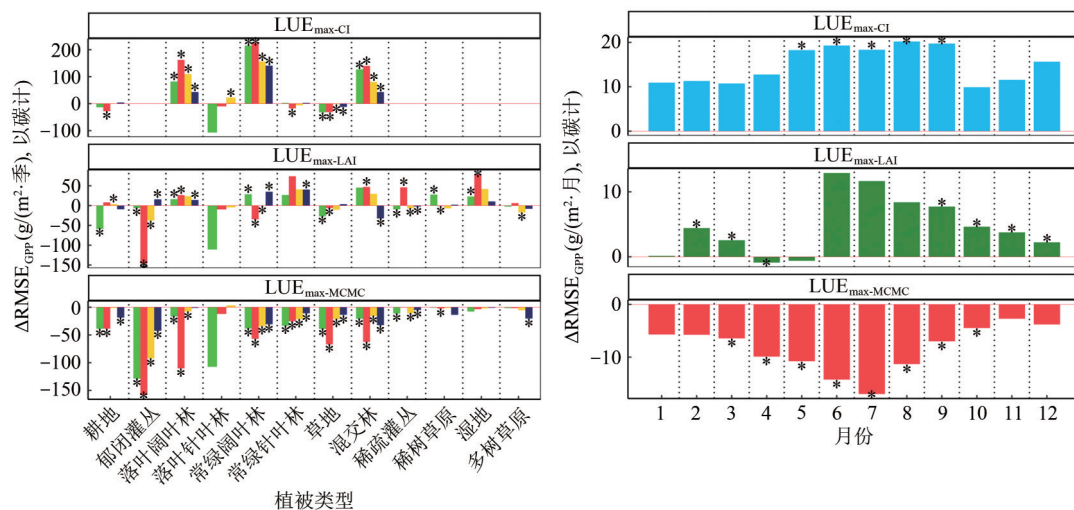 LUEmax-CI
200
100
0
−100
LUEmax-LAI
50
0
−50
−100
−150
LUEmax-MCMC
0
−50
−100
−150
ΔRMSEGPP(g/(m²·季), 以碳计)
耕地
郁闭灌丛
落叶阔叶林
落叶针叶林
常绿阔叶林
常绿针叶林
草地
混交林
稀疏灌丛
稀树草原
湿地
多树草原
植被类型
LUEmax-CI
20
10
0
LUEmax-LAI
10
0
LUEmax-MCMC
0
−10
ΔRMSEGPP(g/(m²·月), 以碳计)
1 2 3 4 5 6 7 8 9 10 11 12
月份